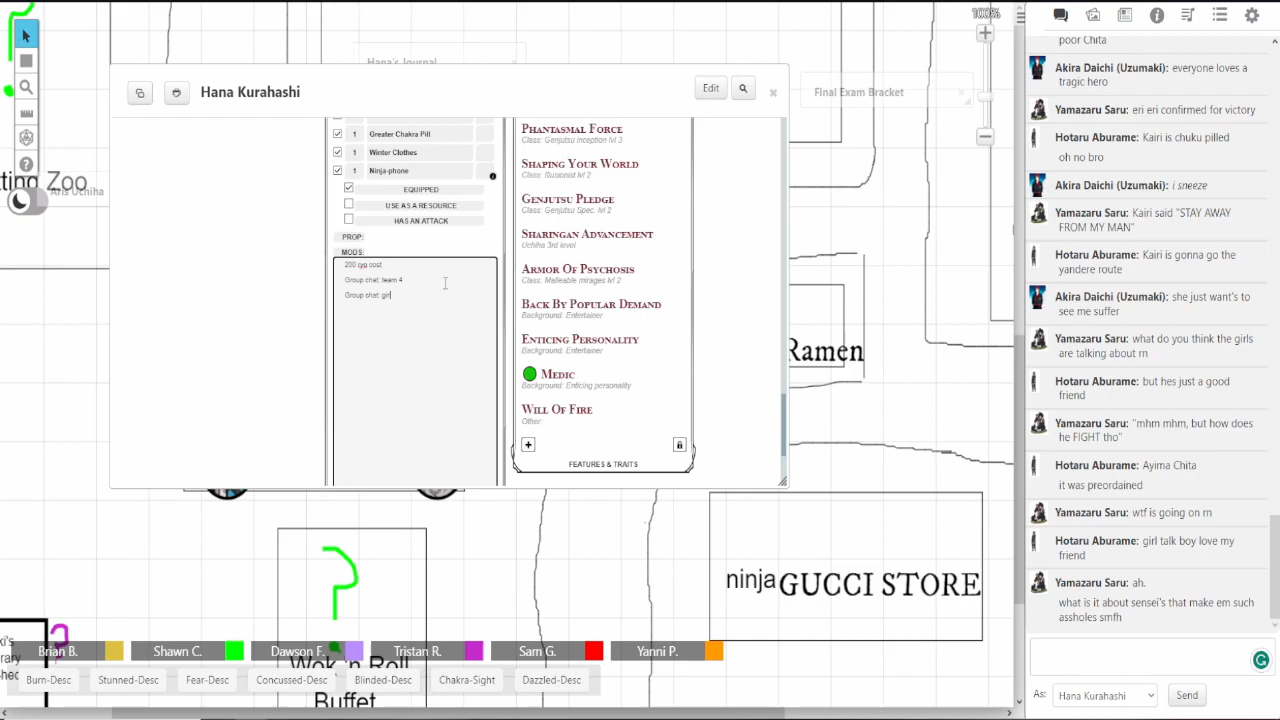 100%
Hana's Journal
Hana Kurahashi
Edit
Final Exam Bracket
tting Zoo
Aris Uchiha
1 Greater Chakra Pill
1 Winter Clothes
1 Ninja-phone
EQUIPPED
USE AS A RESOURCE
HAS AN ATTACK
PROP:
MODS:
200 ryo cost
Group chat: team 4
Group chat: girl
PHANTASMAL FORCE
Class: Genjutsu Inception lvl 3
SHAPING YOUR WORLD
Class: Illusionist lvl 2
GENJUTSU PLEDGE
Class: Genjutsu Spec. lvl 2
SHARINGAN ADVANCEMENT
Uchiha 3rd level
ARMOR OF PSYCHOSIS
Class: Malleable mirages lvl 2
BACK BY POPULAR DEMAND
Background: Entertainer
ENTICING PERSONALITY
Background: Entertainer
MEDIC
Background: Enticing personality
WILL OF FIRE
Other:
FEATURES & TRAITS
Ramen
ninja GUCCI STORE
ki's
rary
hed
Wok 'n Roll
Buffet
Brian B.
Shawn C.
Dawson F.
Tristan R.
Sam G.
Yanni P.
Burn-Desc
Stunned-Desc
Fear-Desc
Concussed-Desc
Blinded-Desc
Chakra-Sight
Dazzled-Desc
poor Chita
Akira Daichi (Uzumaki): everyone loves a
tragic hero
Yamazaru Saru: eri eri confirmed for victory
Hotaru Aburame: Kairi is chuku pilled
oh no bro
Akira Daichi (Uzumaki): i sneeze
Yamazaru Saru: Kairi said "STAY AWAY
FROM MY MAN"
Hotaru Aburame: Kairi is gonna go the
yandere route
Akira Daichi (Uzumaki): she just want's to
see me suffer
Yamazaru Saru: what do you think the girls
are talking about rn
Hotaru Aburame: but hes just a good
friend
Yamazaru Saru: "mhm mhm, but how does
he FIGHT tho"
Hotaru Aburame: Ayima Chita
it was preordained
Yamazaru Saru: wtf is going on rn
Hotaru Aburame: girl talk boy love my
friend
Yamazaru Saru: ah.
what is it about sensei's that make em such
assholes smfh
As:
Hana Kurahashi
Send